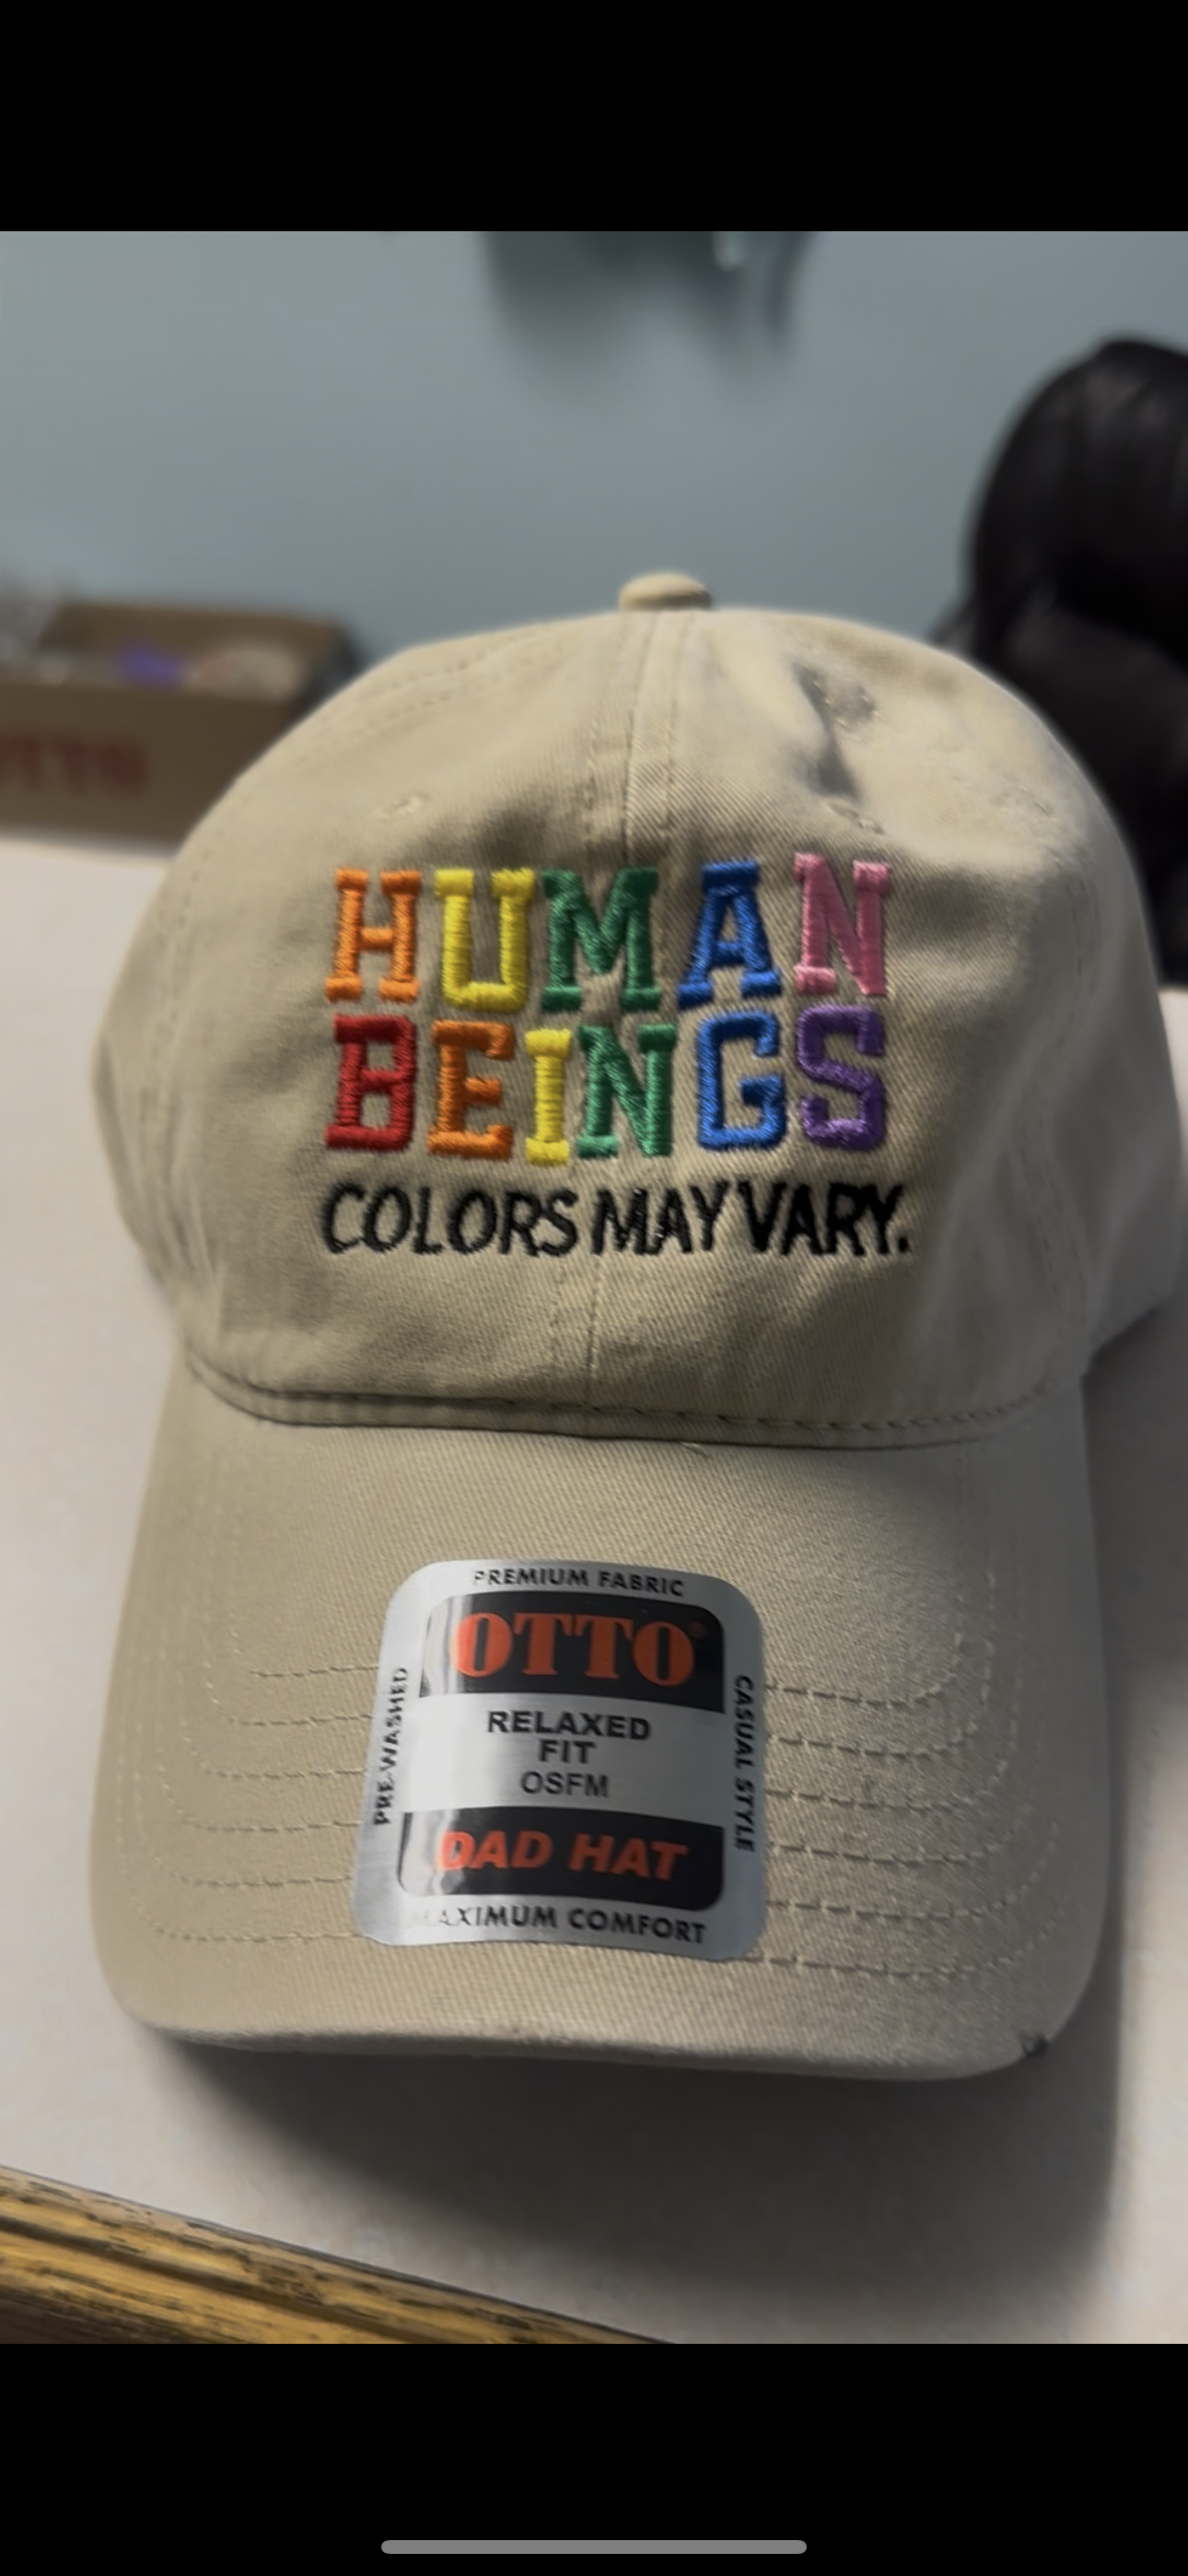 OTTO
HUMAN
BEINGS
COLORS MAY VARY.
PREMIUM FABRIC
OTTO®
PRE-WASHED
RELAXED
FIT
OSFM
CASUAL STYLE
DAD HAT
MAXIMUM COMFORT